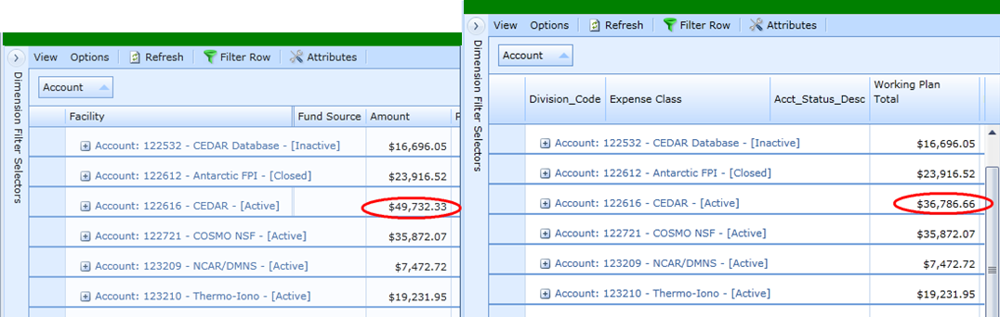 View Options Refresh Filter Row Attributes
Dimension Filter Selectors
Account
Facility Fund Source Amount
Account: 122532 - CEDAR Database - [Inactive] $16,696.05
Account: 122612 - Antarctic FPI - [Closed] $23,916.52
Account: 122616 - CEDAR - [Active] $49,732.33
Account: 122721 - COSMO NSF - [Active] $35,872.07
Account: 123209 - NCAR/DMNS - [Active] $7,472.72
Account: 123210 - Thermo-Iono - [Active] $19,231.95
View Options Refresh Filter Row Attributes
Dimension Filter Selectors
Account
Working Plan
Division_Code Expense Class Acct_Status_Desc Total
Account: 122532 - CEDAR Database - [Inactive] $16,696.05
Account: 122612 - Antarctic FPI - [Closed] $23,916.52
Account: 122616 - CEDAR - [Active] $36,786.66
Account: 122721 - COSMO NSF - [Active] $35,872.07
Account: 123209 - NCAR/DMNS - [Active] $7,472.72
Account: 123210 - Thermo-Iono - [Active] $19,231.95